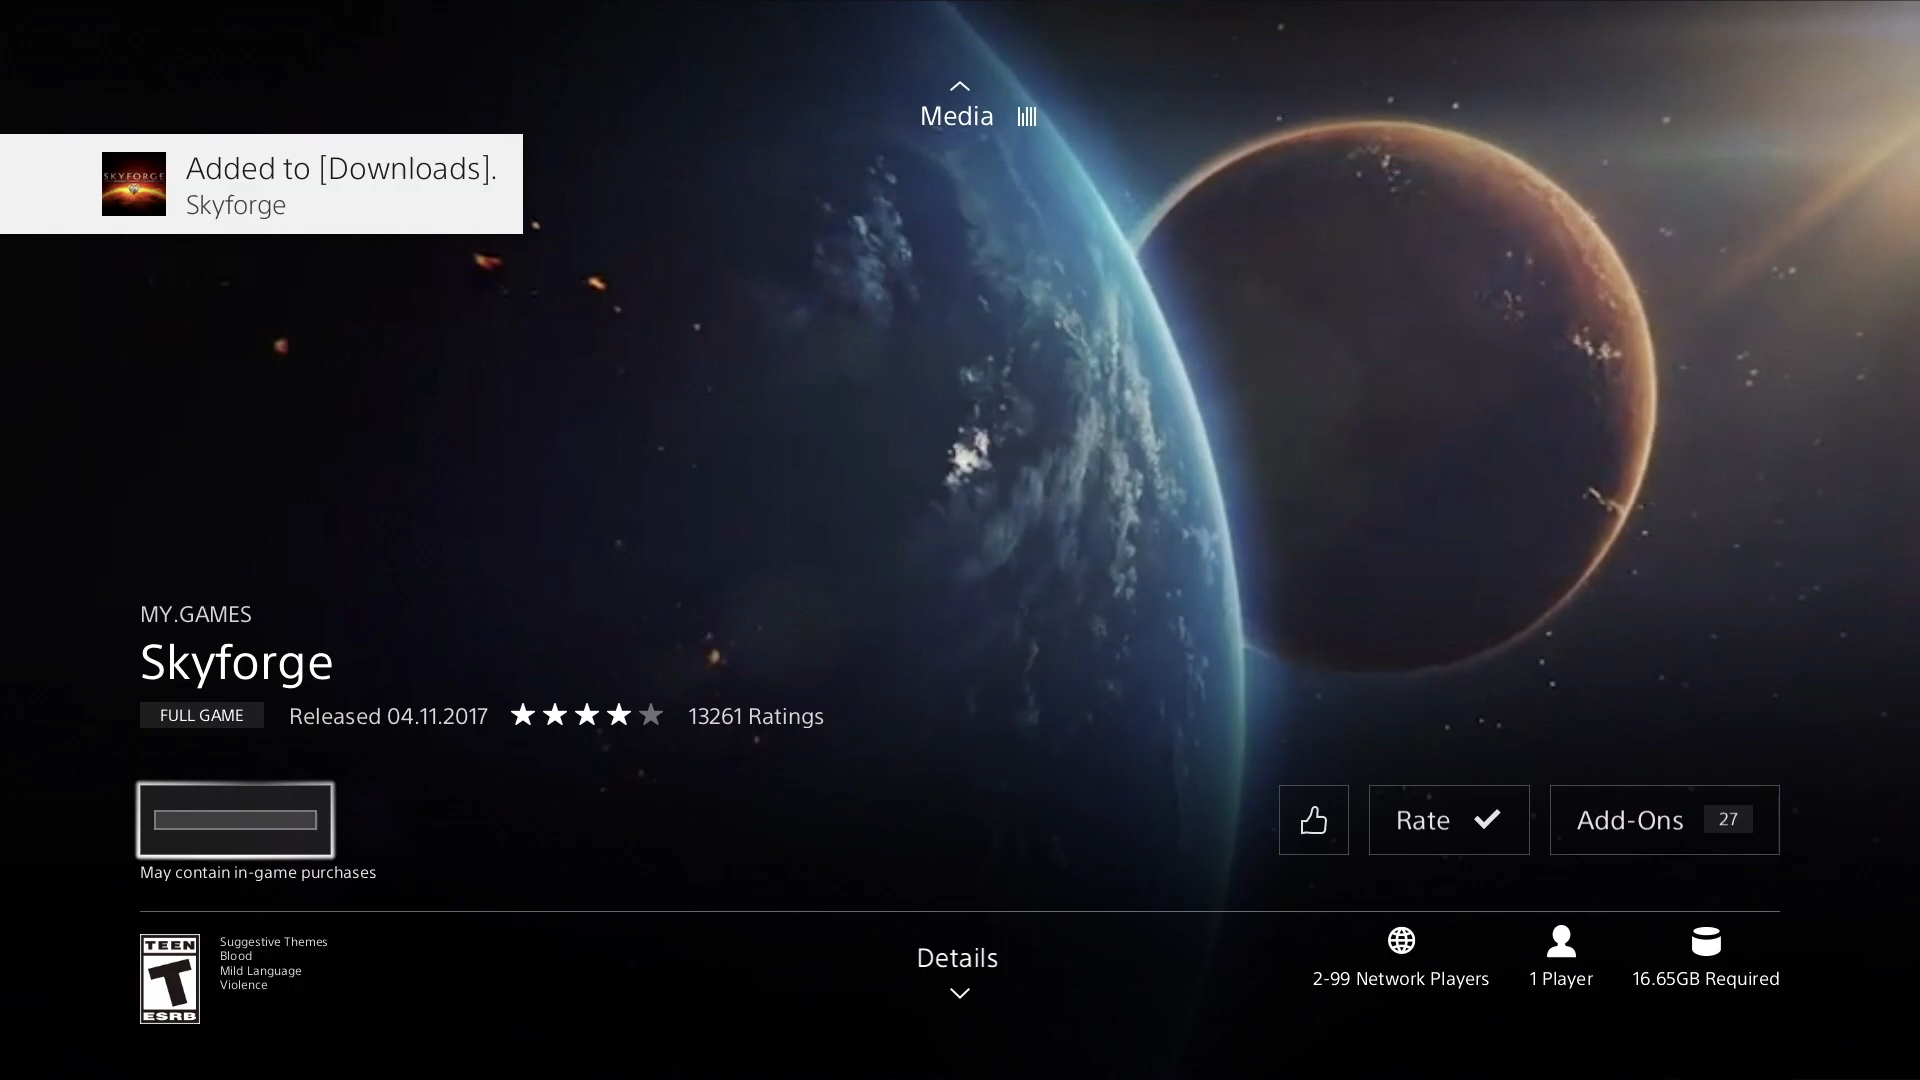 Media
SKYFORGE
Added to [Downloads].
Skyforge
MY.GAMES
Skyforge
FULL GAME
Released 04.11.2017
13261 Ratings
Rate
Add-Ons 27
May contain in-game purchases
TEEN
T
ESRB
Suggestive Themes
Blood
Mild Language
Violence
Details
2-99 Network Players
1 Player
16.65GB Required